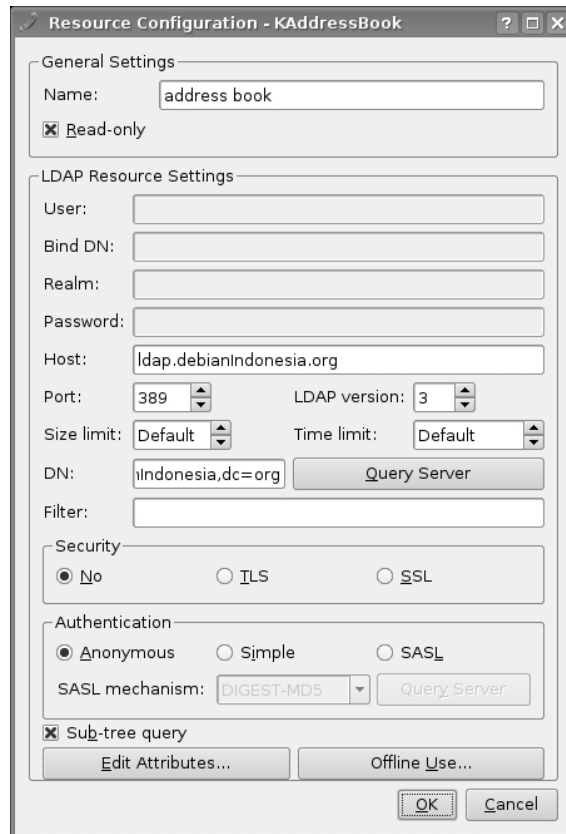 Resource Configuration - KAddressBook
General Settings
Name: address book
Read-only
LDAP Resource Settings
User:
Bind DN:
Realm:
Password:
Host: ldap.debianIndonesia.org
Port: 389 LDAP version: 3
Size limit: Default Time limit: Default
DN: nIndonesia,dc=org Query Server
Filter:
Security
No TLS SSL
Authentication
Anonymous Simple SASL
SASL mechanism: DIGEST-MD5 Query Server
Sub-tree query
Edit Attributes... Offline Use...
OK Cancel